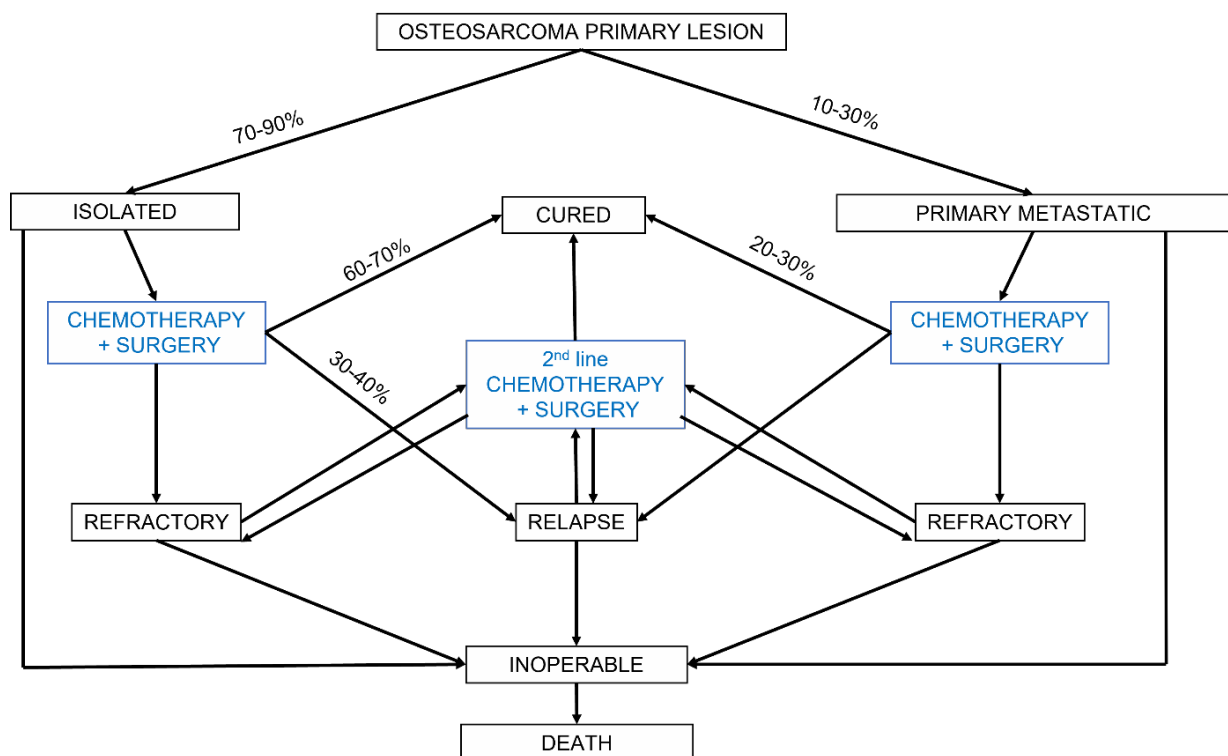 OSTEOSARCOMA PRIMARY LESION
70-90%
10-30%
ISOLATED
CURED
PRIMARY METASTATIC
60-70%
20-30%
CHEMOTHERAPY
+ SURGERY
30-40%
2nd line
CHEMOTHERAPY
+ SURGERY
CHEMOTHERAPY
+ SURGERY
REFRACTORY
RELAPSE
REFRACTORY
INOPERABLE
DEATH